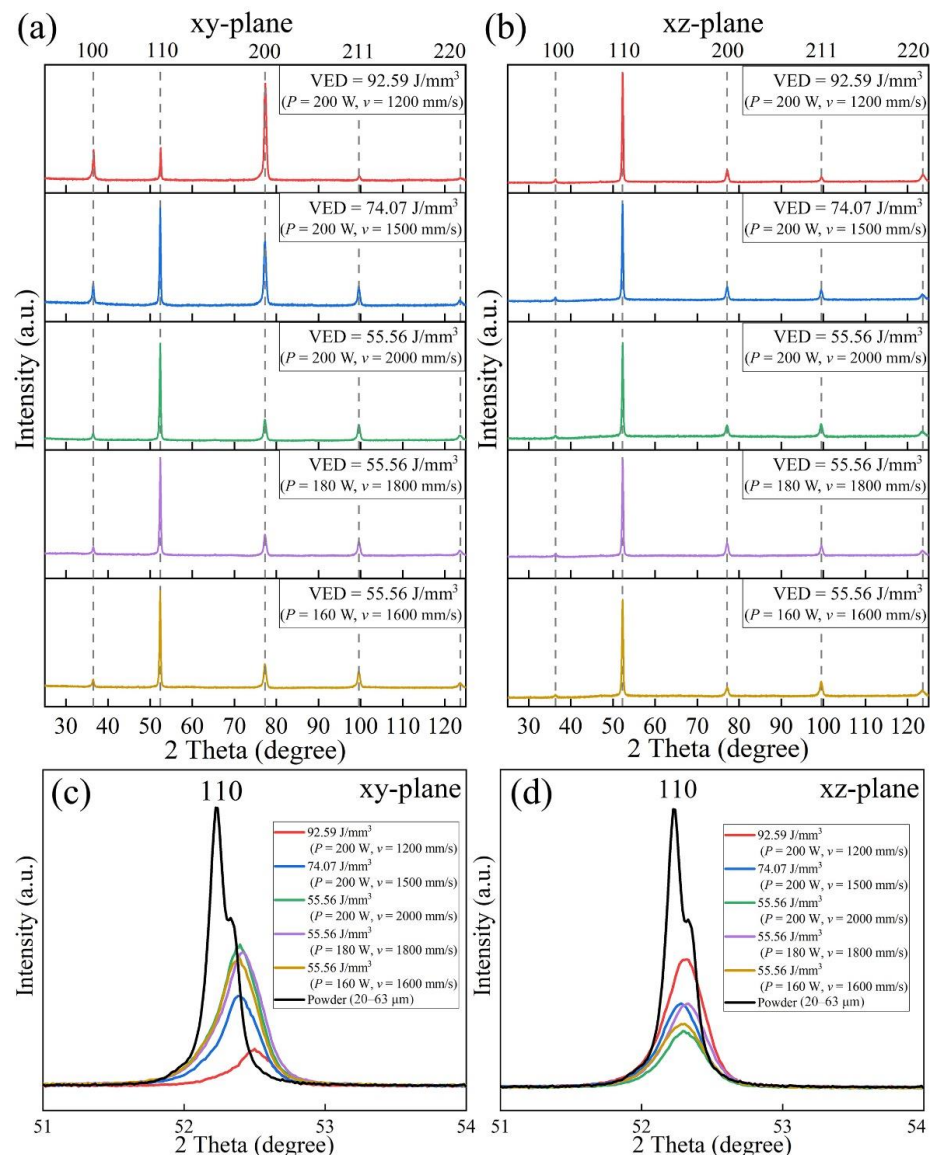 (a) xy-plane
100 110 200 211 220
VED = 92.59 J/mm³
(P = 200 W, v = 1200 mm/s)
VED = 74.07 J/mm³
(P = 200 W, v = 1500 mm/s)
VED = 55.56 J/mm³
(P = 200 W, v = 2000 mm/s)
VED = 55.56 J/mm³
(P = 180 W, v = 1800 mm/s)
VED = 55.56 J/mm³
(P = 160 W, v = 1600 mm/s)
Intensity (a.u.)
30 40 50 60 70 80 90 100 110 120
2 Theta (degree)
(b) xz-plane
100 110 200 211 220
VED = 92.59 J/mm³
(P = 200 W, v = 1200 mm/s)
VED = 74.07 J/mm³
(P = 200 W, v = 1500 mm/s)
VED = 55.56 J/mm³
(P = 200 W, v = 2000 mm/s)
VED = 55.56 J/mm³
(P = 180 W, v = 1800 mm/s)
VED = 55.56 J/mm³
(P = 160 W, v = 1600 mm/s)
Intensity (a.u.)
30 40 50 60 70 80 90 100 110 120
2 Theta (degree)
(c) 110 xy-plane
92.59 J/mm³
(P = 200 W, v = 1200 mm/s)
74.07 J/mm³
(P = 200 W, v = 1500 mm/s)
55.56 J/mm³
(P = 200 W, v = 2000 mm/s)
55.56 J/mm³
(P = 180 W, v = 1800 mm/s)
55.56 J/mm³
(P = 160 W, v = 1600 mm/s)
Powder (20–63 μm)
Intensity (a.u.)
51 52 53 54
2 Theta (degree)
(d) 110 xz-plane
92.59 J/mm³
(P = 200 W, v = 1200 mm/s)
74.07 J/mm³
(P = 200 W, v = 1500 mm/s)
55.56 J/mm³
(P = 200 W, v = 2000 mm/s)
55.56 J/mm³
(P = 180 W, v = 1800 mm/s)
55.56 J/mm³
(P = 160 W, v = 1600 mm/s)
Powder (20–63 μm)
Intensity (a.u.)
51 52 53 54
2 Theta (degree)